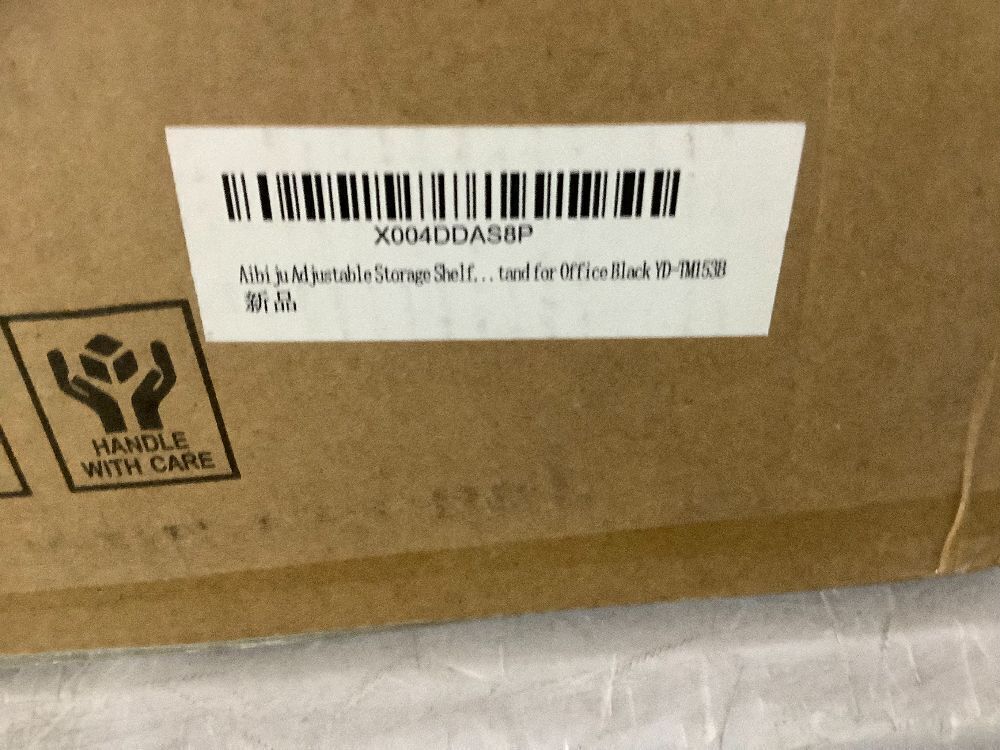 X004DDAS8P
Aibiju Adjustable Storage Shelf... tand for Office Black YD-TM153B
新品
HANDLE
WITH CARE